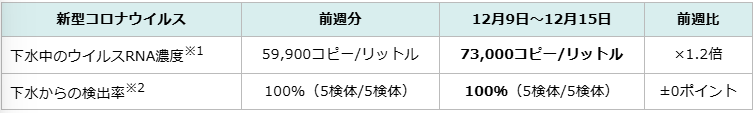 新型コロナウイルス 前週分 12月9日～12月15日 前週比
下水中のウイルスRNA濃度※1 59,900コピー/リットル 73,000コピー/リットル ×1.2倍
下水からの検出率※2 100%（5検体/5検体） 100%（5検体/5検体） ±0ポイント